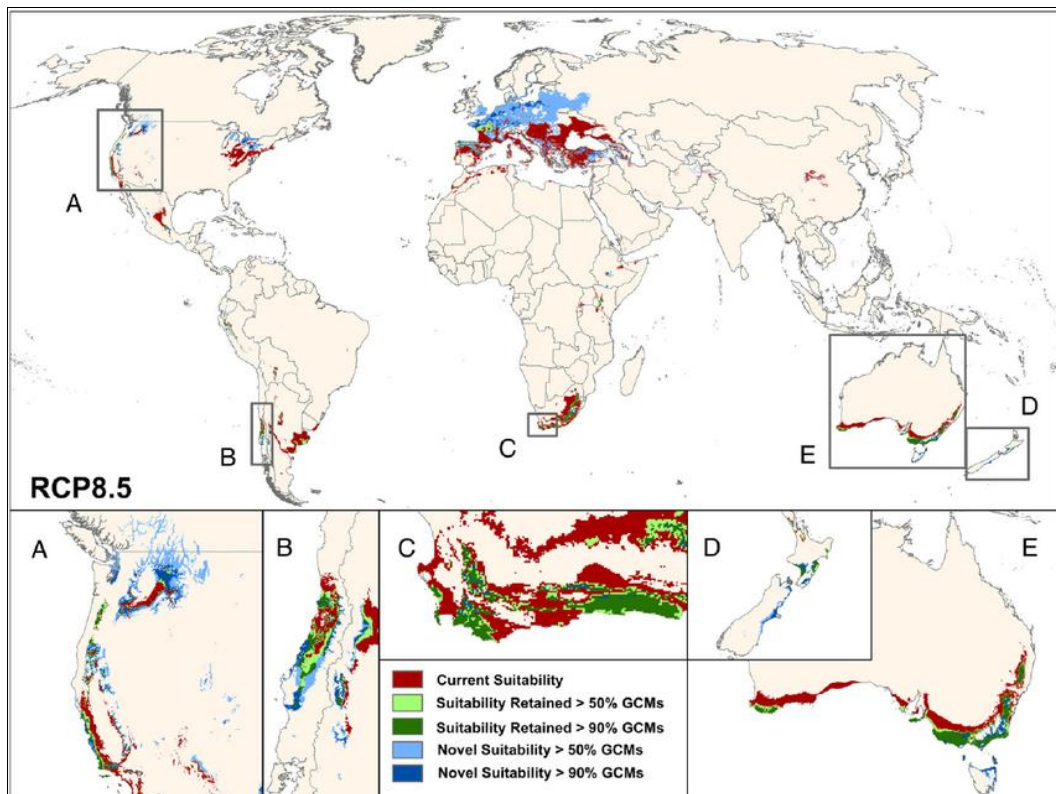 A
B
C
D
E
RCP8.5
A
B
C
D
E
Current Suitability
Suitability Retained > 50% GCMs
Suitability Retained > 90% GCMs
Novel Suitability > 50% GCMs
Novel Suitability > 90% GCMs